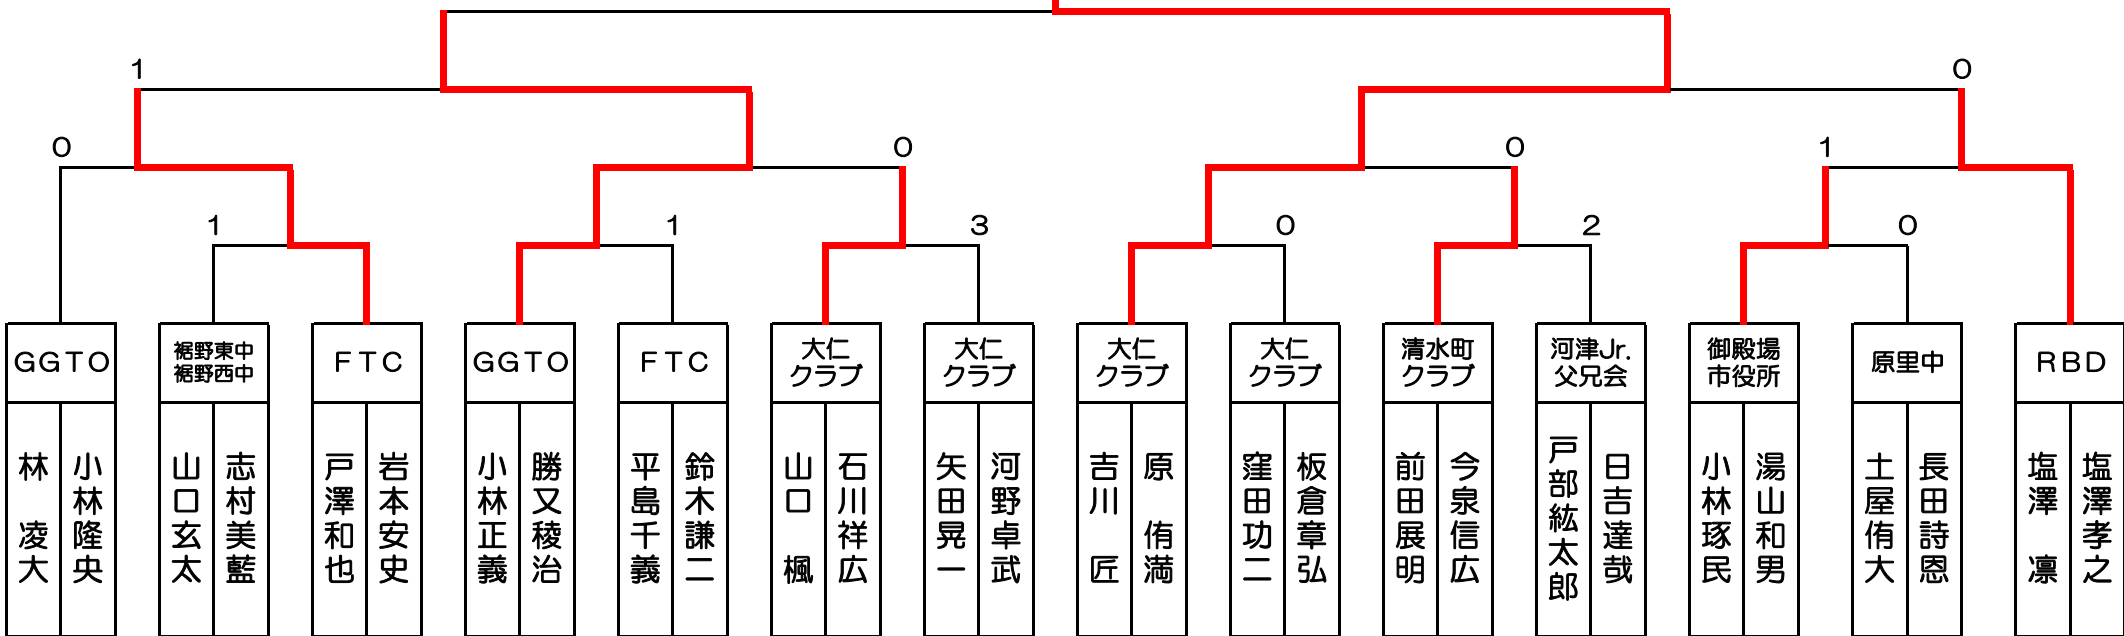 1
0
0
0
0
1
1
1
3
0
2
0
GGTO
裾野東中
裾野西中
FTC
GGTO
FTC
大仁
クラブ
大仁
クラブ
大仁
クラブ
大仁
クラブ
清水町
クラブ
河津Jr.
父兄会
御殿場
市役所
原里中
RBD
林 凌大
小林隆央
山口玄太
志村美藍
戸澤和也
岩本安史
小林正義
勝又稜治
平島千義
鈴木謙二
山口 楓
石川祥広
矢田晃一
河野卓武
吉川 匠
原 侑満
窪田功二
板倉章弘
前田展明
今泉信広
戸部紘太郎
日吉達哉
小林琢民
湯山和男
土屋侑大
長田詩恩
塩澤 凛
塩澤孝之